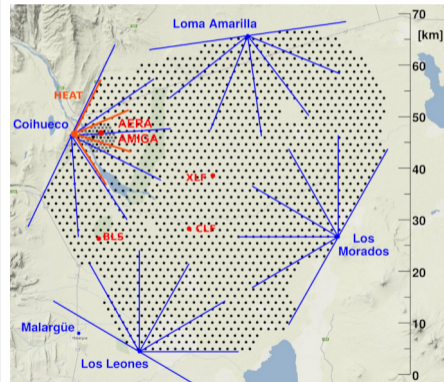 Loma Amarilla
70
[km]
60
HEAT
Coihueco
AERA
AMIGA
50
40
XLF
30
BLS
CLF
Los
Morados
20
10
Malargüe
Los Leones
0